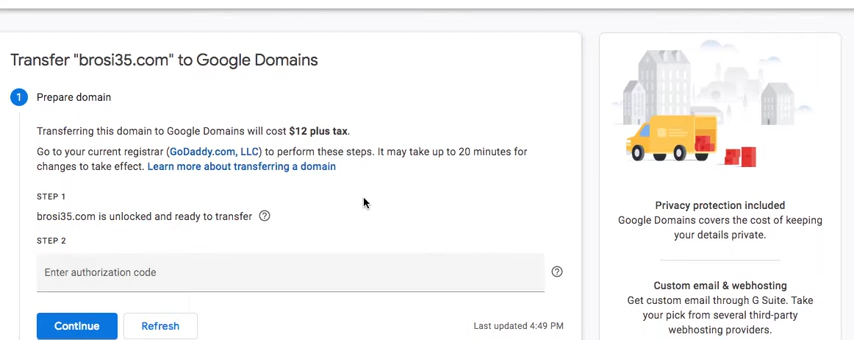 Transfer "brosi35.com" to Google Domains
1 Prepare domain
Transferring this domain to Google Domains will cost $12 plus tax.
Go to your current registrar (GoDaddy.com, LLC) to perform these steps. It may take up to 20 minutes for
changes to take effect. Learn more about transferring a domain
STEP 1
brosi35.com is unlocked and ready to transfer ?
STEP 2
Enter authorization code ?
Continue Refresh Last updated 4:49 PM
Privacy protection included
Google Domains covers the cost of keeping
your details private.
Custom email & webhosting
Get custom email through G Suite. Take
your pick from several third-party
webhosting providers.